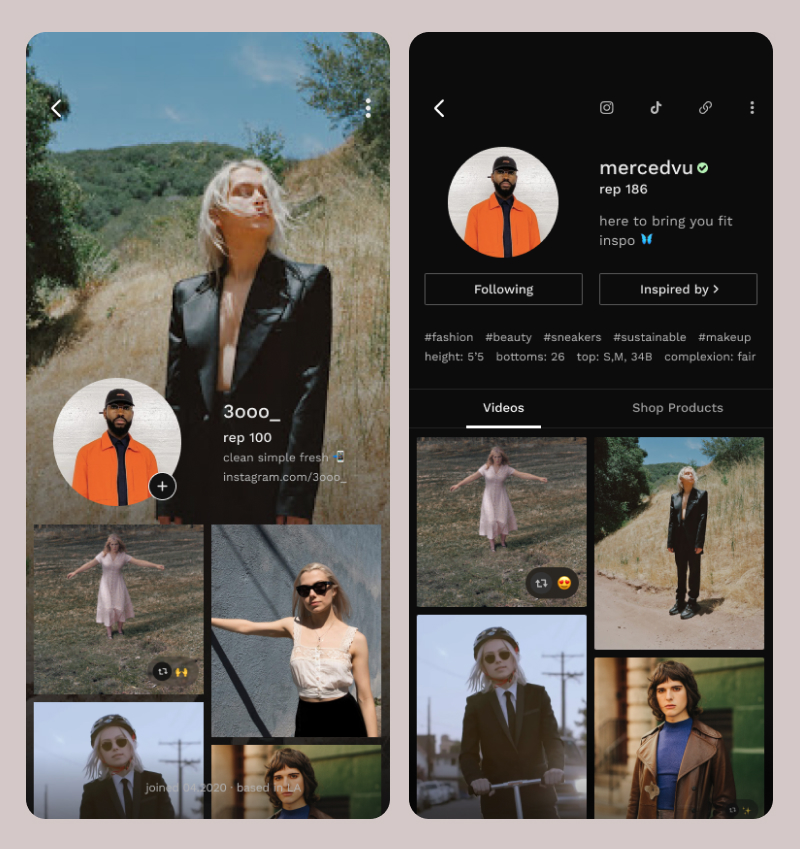 3ooo_
rep 100
clean simple fresh 📱
instagram.com/3ooo_
joined 04.2020 · based in LA
mercedvu
rep 186
here to bring you fit
inspo 🦋
Following
Inspired by >
#fashion #beauty #sneakers #sustainable #makeup
height: 5'5 bottoms: 26 top: S,M, 34B complexion: fair
Videos
Shop Products